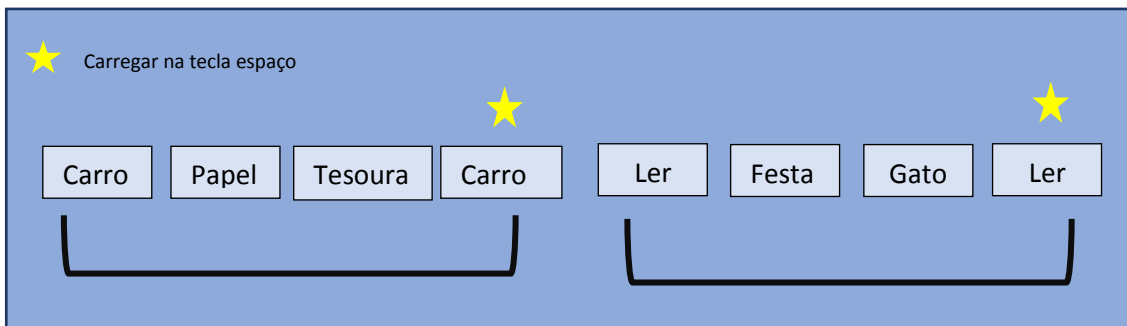 Carregar na tecla espaço
Carro Papel Tesoura Carro Ler Festa Gato Ler